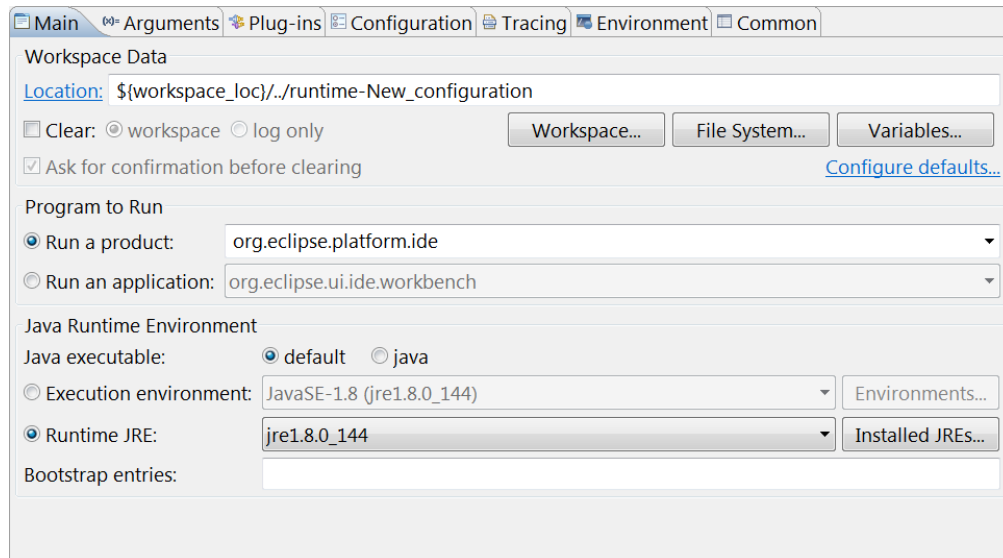 Main Arguments Plug-ins Configuration Tracing Environment Common
Workspace Data
Location: ${workspace_loc}/../runtime-New_configuration
Clear: workspace log only Workspace... File System... Variables...
Ask for confirmation before clearing Configure defaults...
Program to Run
Run a product: org.eclipse.platform.ide
Run an application: org.eclipse.ui.ide.workbench
Java Runtime Environment
Java executable: default java
Execution environment: JavaSE-1.8 (jre1.8.0_144) Environments...
Runtime JRE: jre1.8.0_144 Installed JREs...
Bootstrap entries: